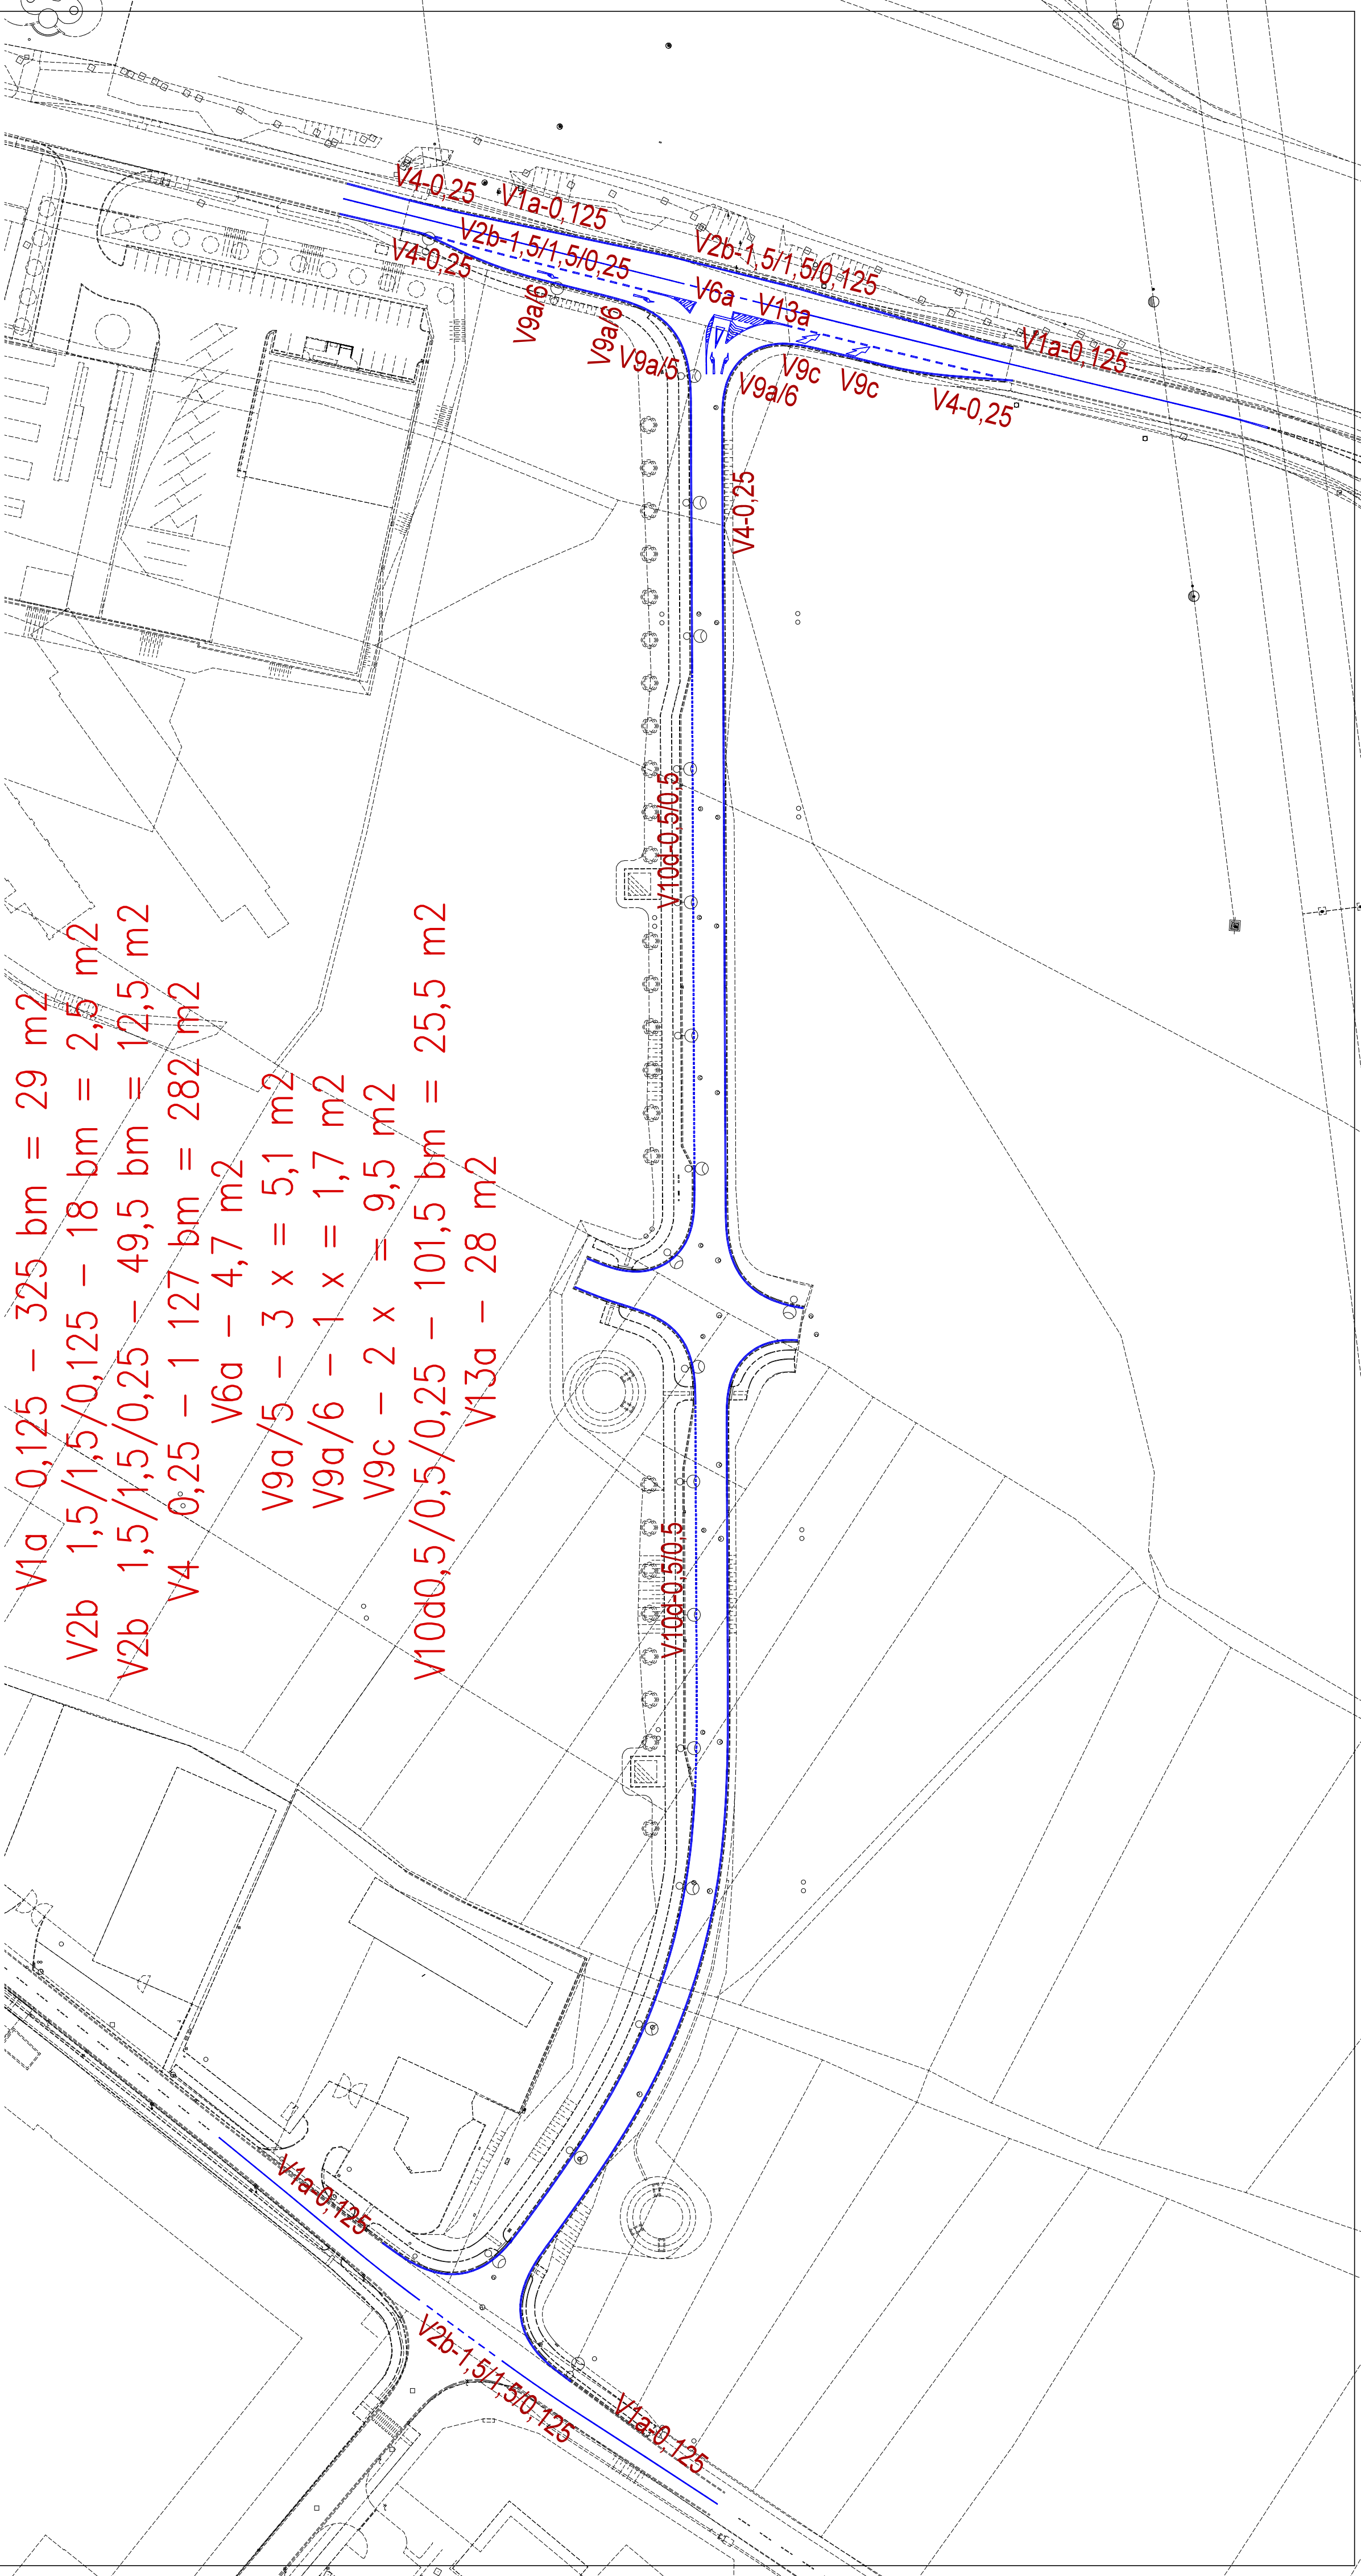 V4-0,25
V1a-0,125
V2b-1,5/1,5/0,25
V2b-1,5/1,5/0,125
V4-0,25
V6a
V13a
V1a-0,125
V9a/6
V9a/6
V9a/5
V9c
V9c
V9a/6
V4-0,25
V4-0,25
V10d-0,5/0,5
V1a 0,125 - 325 bm = 29 m2
V2b 1,5/1,5/0,125 - 18 bm = 2,5 m2
V2b 1,5/1,5/0,25 - 49,5 bm = 12,5 m2
V4 0,25 - 1 127 bm = 282 m2
V6a - 4,7 m2
V9a/5 - 3 x = 5,1 m2
V9a/6 - 1 x = 1,7 m2
V9c - 2 x = 9,5 m2
V10d0,5/0,5/0,25 - 101,5 bm = 25,5 m2
V13a - 28 m2
V10d-0,5/0,5
V1a-0,125
V2b-1,5/1,5/0,125
V1a-0,125